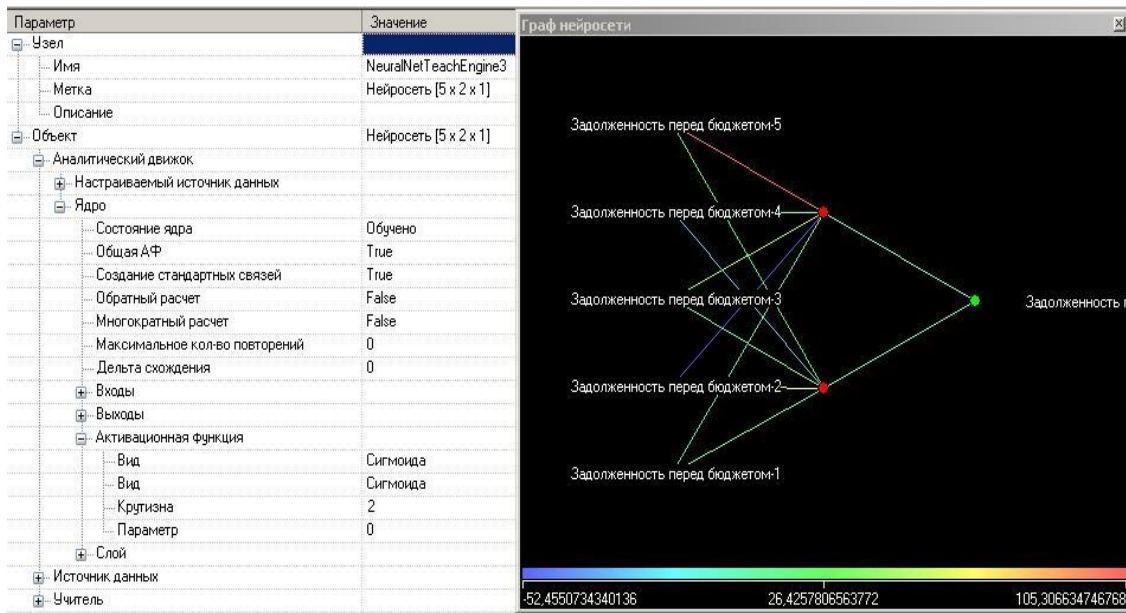 Параметр Значение
Узел
Имя NeuralNetTeachEngine3
Метка Нейросеть [5 x 2 x 1]
Описание
Объект Нейросеть [5 x 2 x 1]
Аналитический движок
Настраиваемый источник данных
Ядро
Состояние ядра Обучено
Общая АФ True
Создание стандартных связей True
Обратный расчет False
Многократный расчет False
Максимальное кол-во повторений 0
Дельта схождения 0
Входы
Выходы
Активационная функция
Вид Сигмоида
Вид Сигмоида
Крутизна 2
Параметр 0
Слой
Источник данных
Учитель
Граф нейросети
Задолженность перед бюджетом-5
Задолженность перед бюджетом-4
Задолженность перед бюджетом-3
Задолженность
Задолженность перед бюджетом-2
Задолженность перед бюджетом-1
-52,4550734340136 26,4257806563772 105,306634746768